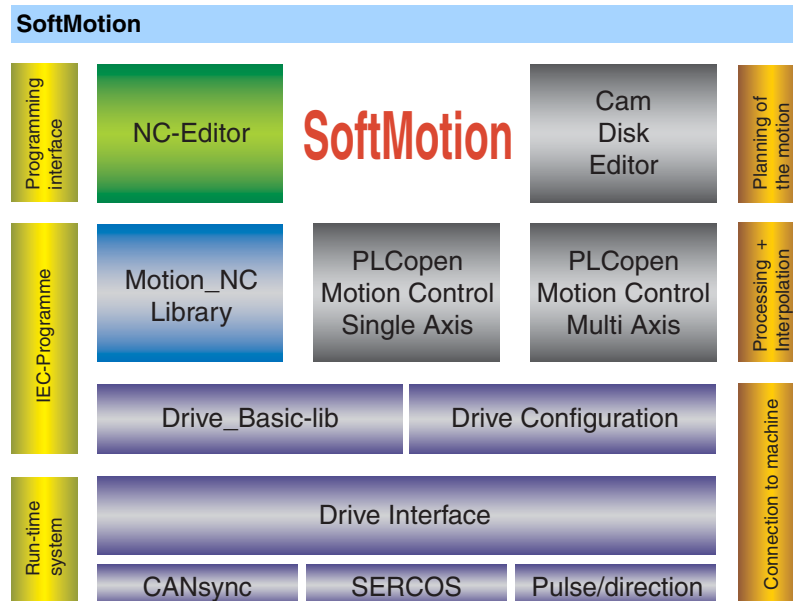 SoftMotion
Programming
interface
NC-Editor
SoftMotion
Cam
Disk
Editor
Planning of
the motion
IEC-Programme
Motion_NC
Library
PLCopen
Motion Control
Single Axis
PLCopen
Motion Control
Multi Axis
Processing +
Interpolation
Drive_Basic-lib
Drive Configuration
Connection to machine
Run-time
system
Drive Interface
CANsync
SERCOS
Pulse/direction